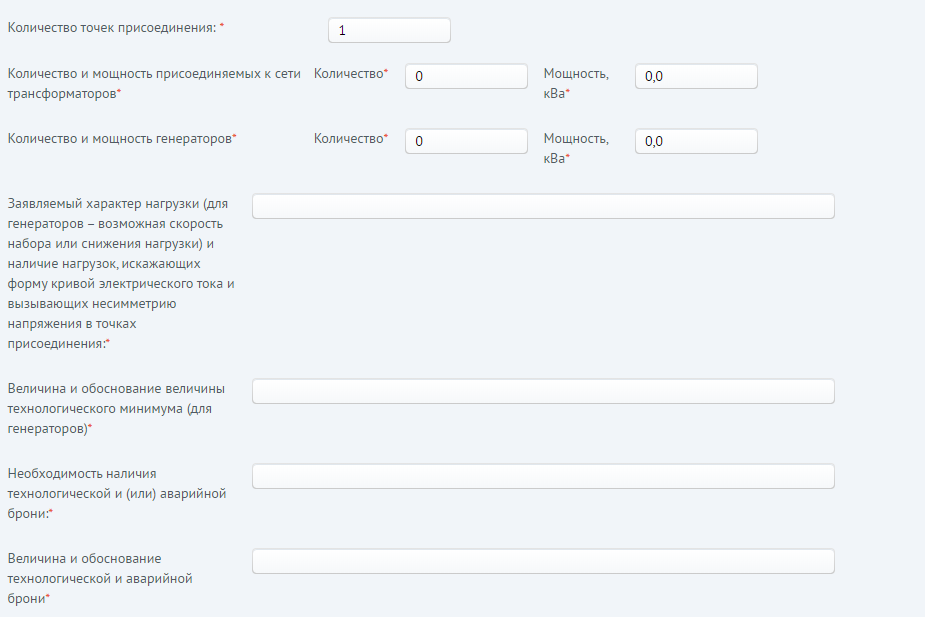 Количество точек присоединения: * 1
Количество и мощность присоединяемых к сети Количество* 0 Мощность, 0,0
трансформаторов* кВа*
Количество и мощность генераторов* Количество* 0 Мощность, 0,0
кВа*
Заявляемый характер нагрузки (для
генераторов – возможная скорость
набора или снижения нагрузки) и
наличие нагрузок, искажающих
форму кривой электрического тока и
вызывающих несимметрию
напряжения в точках
присоединения:*
Величина и обоснование величины
технологического минимума (для
генераторов)*
Необходимость наличия
технологической и (или) аварийной
брони:*
Величина и обоснование
технологической и аварийной
брони*